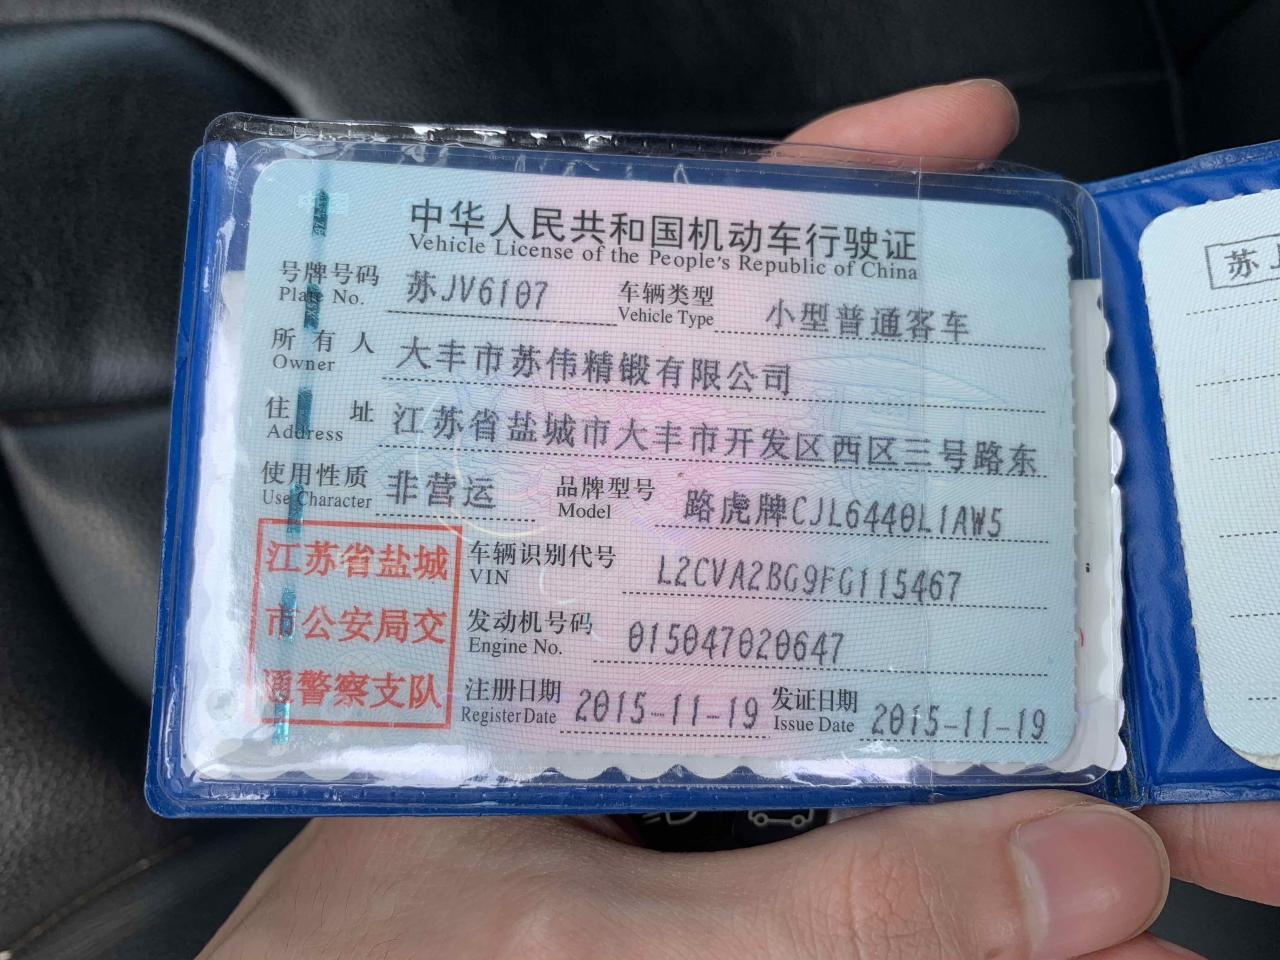 中华人民共和国机动车行驶证
Vehicle License of the People's Republic of China
号牌号码 苏JV6107 车辆类型 小型普通客车
Plate No. Vehicle Type
所有人 大丰市苏伟精锻有限公司
Owner
住址 江苏省盐城市大丰市开发区西区三号路东
Address
使用性质 非营运 品牌型号 路虎牌CJL6440L1AW5
Use Character Model
江苏省盐城
市公安局交
通警察支队
车辆识别代号 L2CVA2BG9FG115467
VIN
发动机号码 015047020647
Engine No.
注册日期 2015-11-19 发证日期 2015-11-19
Register Date Issue Date
苏J